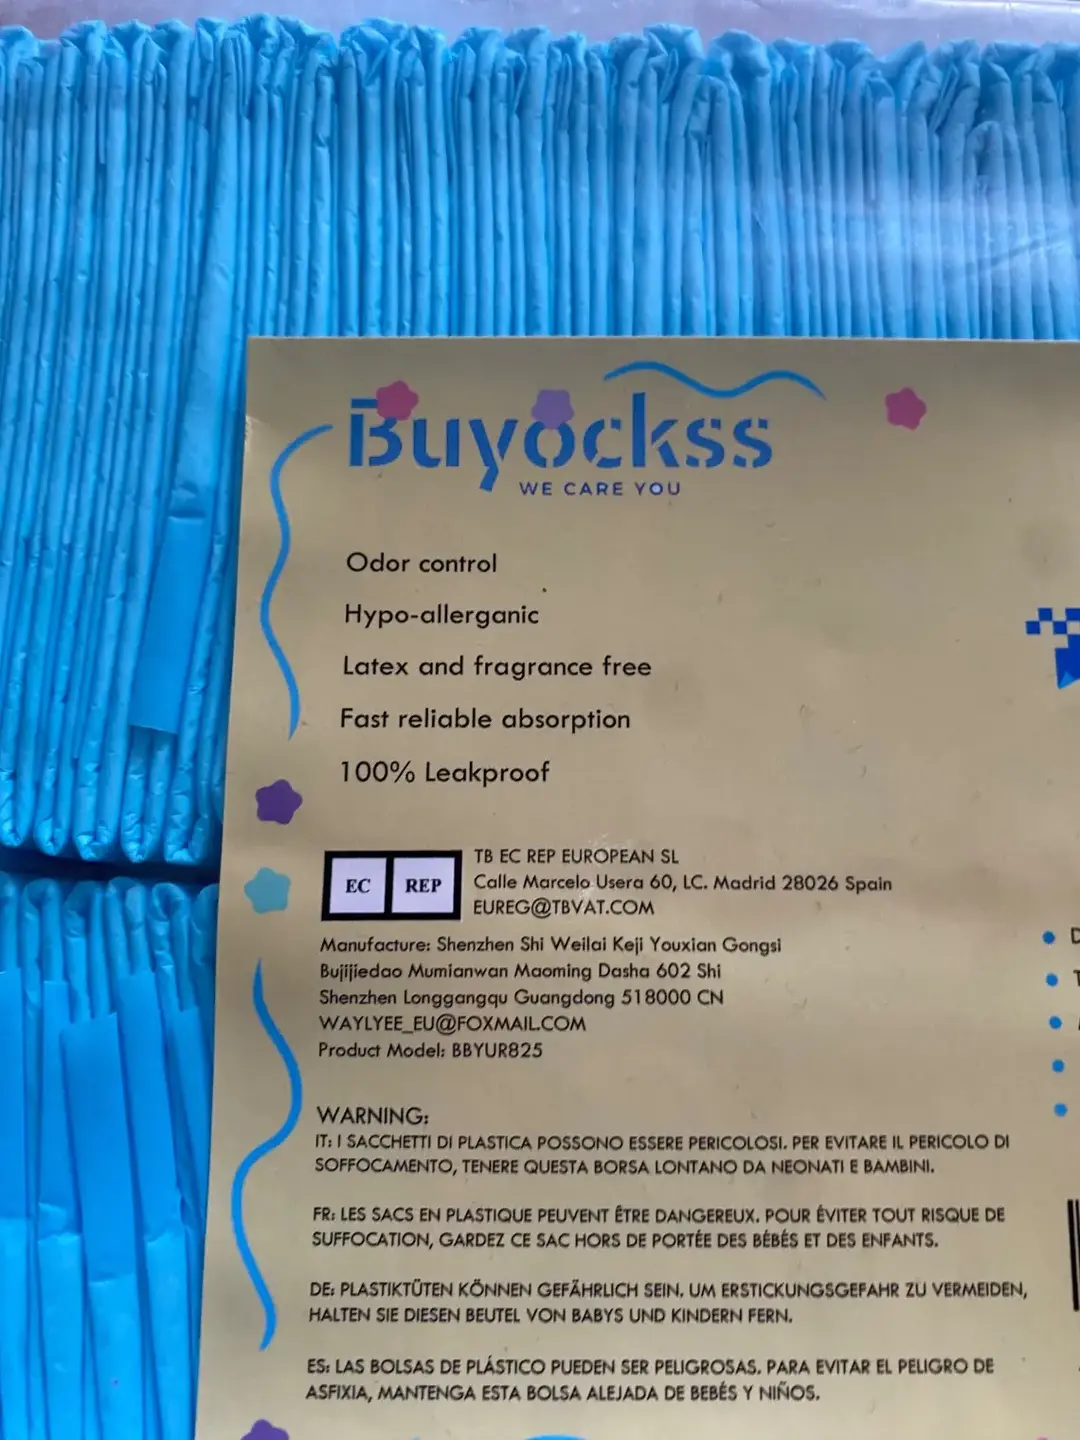 Buyockss
WE CARE YOU
Odor control
Hypo-allerganic
Latex and fragrance free
Fast reliable absorption
100% Leakproof
EC REP
TB EC REP EUROPEAN SL
Calle Marcelo Usera 60, LC. Madrid 28026 Spain
EUREG@TBVAT.COM
Manufacture: Shenzhen Shi Weilai Keji Youxian Gongsi
Bujijiedao Mumianwan Maoming Dasha 602 Shi
Shenzhen Longgangqu Guangdong 518000 CN
WAYLYEE_EU@FOXMAIL.COM
Product Model: BBYUR825
WARNING:
IT: I SACCHETTI DI PLASTICA POSSONO ESSERE PERICOLOSI. PER EVITARE IL PERICOLO DI
SOFFOCAMENTO, TENERE QUESTA BORSA LONTANO DA NEONATI E BAMBINI.
FR: LES SACS EN PLASTIQUE PEUVENT ÊTRE DANGEREUX. POUR ÉVITER TOUT RISQUE DE
SUFFOCATION, GARDEZ CE SAC HORS DE PORTÉE DES BÉBÉS ET DES ENFANTS.
DE: PLASTIKTÜTEN KÖNNEN GEFÄHRLICH SEIN. UM ERSTICKUNGSGEFAHR ZU VERMEIDEN,
HALTEN SIE DIESEN BEUTEL VON BABYS UND KINDERN FERN.
ES: LAS BOLSAS DE PLÁSTICO PUEDEN SER PELIGROSAS. PARA EVITAR EL PELIGRO DE
ASFIXIA, MANTENGA ESTA BOLSA ALEJADA DE BEBÉS Y NIÑOS.